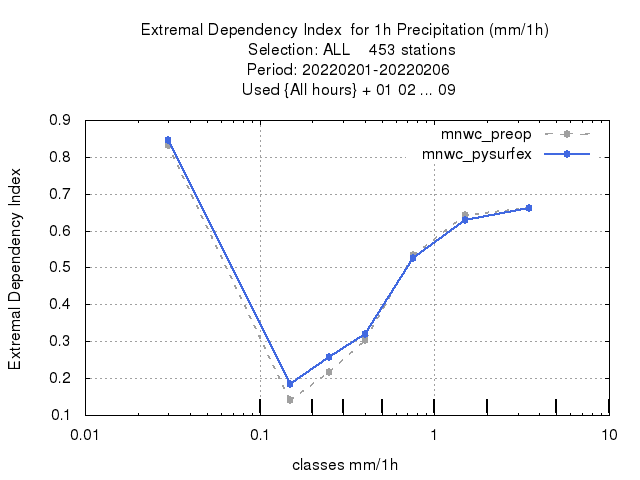 Extremal Dependency Index  for 1h Precipitation (mm/1h)
Selection: ALL    453 stations
Period: 20220201-20220206
Used {All hours} + 01 02 ... 09
mnwc_preop
mnwc_pysurfex
Extremal Dependency Index
0.9
0.8
0.7
0.6
0.5
0.4
0.3
0.2
0.1
0.01 0.1 1 10
classes mm/1h